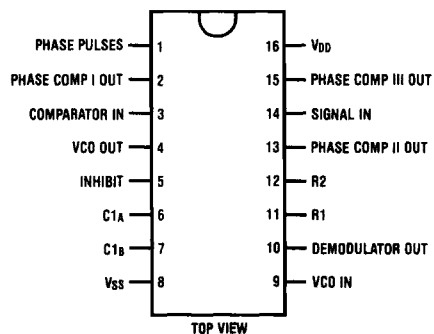 PHASE PULSES 1 16 VDD
PHASE COMP I OUT 2 15 PHASE COMP III OUT
COMPARATOR IN 3 14 SIGNAL IN
VCO OUT 4 13 PHASE COMP II OUT
INHIBIT 5 12 R2
C1A 6 11 R1
C1B 7 10 DEMODULATOR OUT
VSS 8 9 VCO IN
TOP VIEW